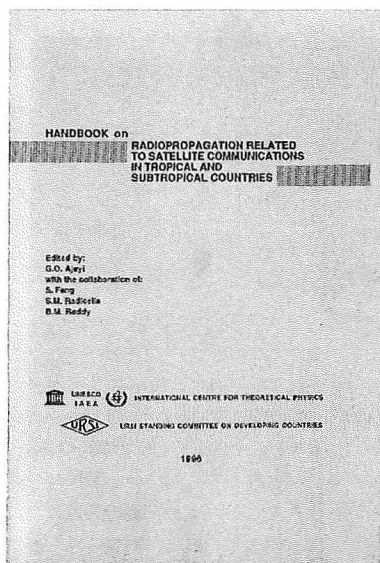 HANDBOOK on
RADIOPROPAGATION RELATED
TO SATELLITE COMMUNICATIONS
IN TROPICAL AND
SUBTROPICAL COUNTRIES
Edited by:
G.O. Ajayi
with the collaboration of:
S. Feng
S.M. Radicella
B.M. Reddy
UNESCO
IAEA
INTERNATIONAL CENTRE FOR THEORETICAL PHYSICS
URSI
URSI STANDING COMMITTEE ON DEVELOPING COUNTRIES
1996